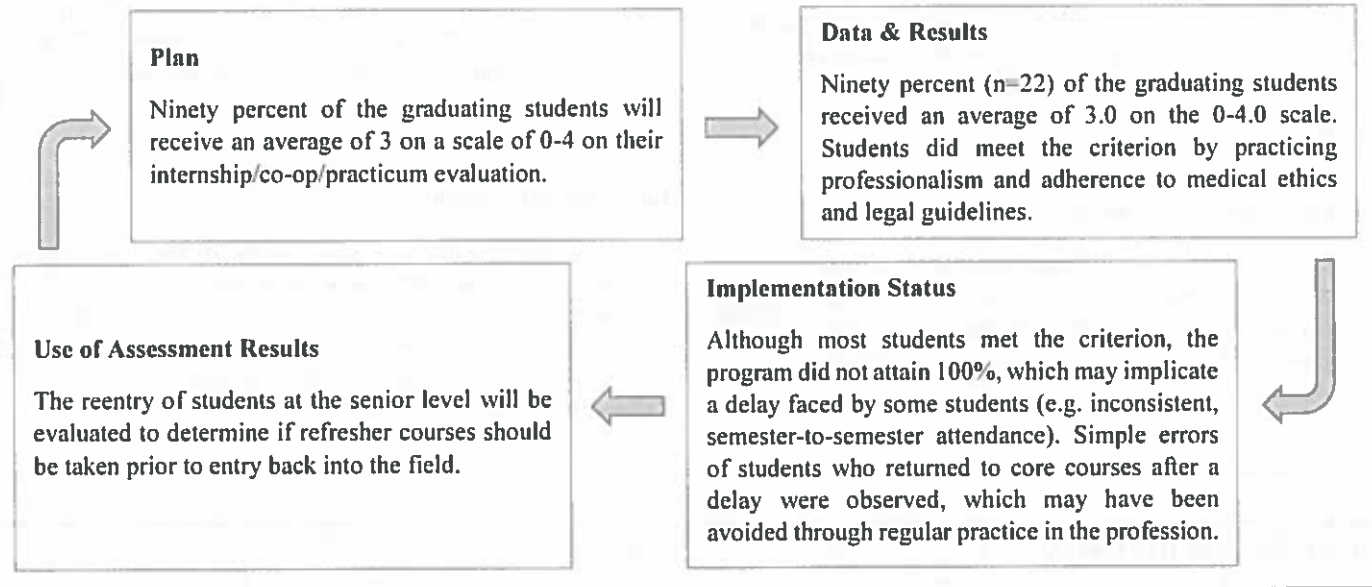 Plan
Ninety percent of the graduating students will
receive an average of 3 on a scale of 0-4 on their
internship/co-op/practicum evaluation.
Data & Results
Ninety percent (n=22) of the graduating students
received an average of 3.0 on the 0-4.0 scale.
Students did meet the criterion by practicing
professionalism and adherence to medical ethics
and legal guidelines.
Implementation Status
Although most students met the criterion, the
program did not attain 100%, which may implicate
a delay faced by some students (e.g. inconsistent,
semester-to-semester attendance). Simple errors
of students who returned to core courses after a
delay were observed, which may have been
avoided through regular practice in the profession.
Use of Assessment Results
The reentry of students at the senior level will be
evaluated to determine if refresher courses should
be taken prior to entry back into the field.